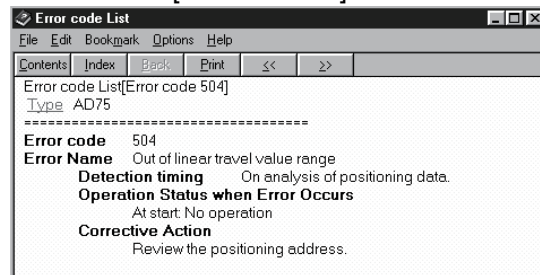 Error code List
File Edit Bookmark Options Help
Contents Index Back Print << >>
Error code List[Error code 504]
Type AD75
=====================================
Error code 504
Error Name Out of linear travel value range
Detection timing On analysis of positioning data.
Operation Status when Error Occurs
At start: No operation
Corrective Action
Review the positioning address.